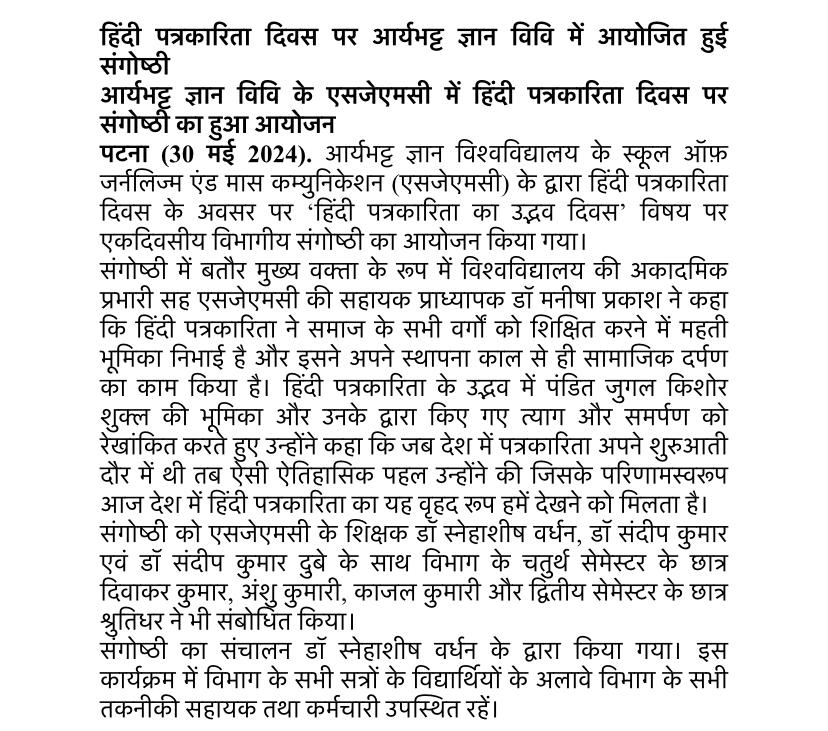 हिंदी पत्रकारिता दिवस पर आर्यभट्ट ज्ञान विवि में आयोजित हुई
संगोष्ठी
आर्यभट्ट ज्ञान विवि के एसजेएमसी में हिंदी पत्रकारिता दिवस पर
संगोष्ठी का हुआ आयोजन
पटना (30 मई 2024). आर्यभट्ट ज्ञान विश्वविद्यालय के स्कूल ऑफ़
जर्नलिज्म एंड मास कम्युनिकेशन (एसजेएमसी) के द्वारा हिंदी पत्रकारिता
दिवस के अवसर पर ‘हिंदी पत्रकारिता का उद्भव दिवस’ विषय पर
एकदिवसीय विभागीय संगोष्ठी का आयोजन किया गया।
संगोष्ठी में बतौर मुख्य वक्ता के रूप में विश्वविद्यालय की अकादमिक
प्रभारी सह एसजेएमसी की सहायक प्राध्यापक डॉ मनीषा प्रकाश ने कहा
कि हिंदी पत्रकारिता ने समाज के सभी वर्गों को शिक्षित करने में महती
भूमिका निभाई है और इसने अपने स्थापना काल से ही सामाजिक दर्पण
का काम किया है। हिंदी पत्रकारिता के उद्भव में पंडित जुगल किशोर
शुक्ल की भूमिका और उनके द्वारा किए गए त्याग और समर्पण को
रेखांकित करते हुए उन्होंने कहा कि जब देश में पत्रकारिता अपने शुरुआती
दौर में थी तब ऐसी ऐतिहासिक पहल उन्होंने की जिसके परिणामस्वरूप
आज देश में हिंदी पत्रकारिता का यह वृहद रूप हमें देखने को मिलता है।
संगोष्ठी को एसजेएमसी के शिक्षक डॉ स्नेहाशीष वर्धन, डॉ संदीप कुमार
एवं डॉ संदीप कुमार दुबे के साथ विभाग के चतुर्थ सेमेस्टर के छात्र
दिवाकर कुमार, अंशु कुमारी, काजल कुमारी और द्वितीय सेमेस्टर के छात्र
श्रुतिधर ने भी संबोधित किया।
संगोष्ठी का संचालन डॉ स्नेहाशीष वर्धन के द्वारा किया गया। इस
कार्यक्रम में विभाग के सभी सत्रों के विद्यार्थियों के अलावे विभाग के सभी
तकनीकी सहायक तथा कर्मचारी उपस्थित रहें।